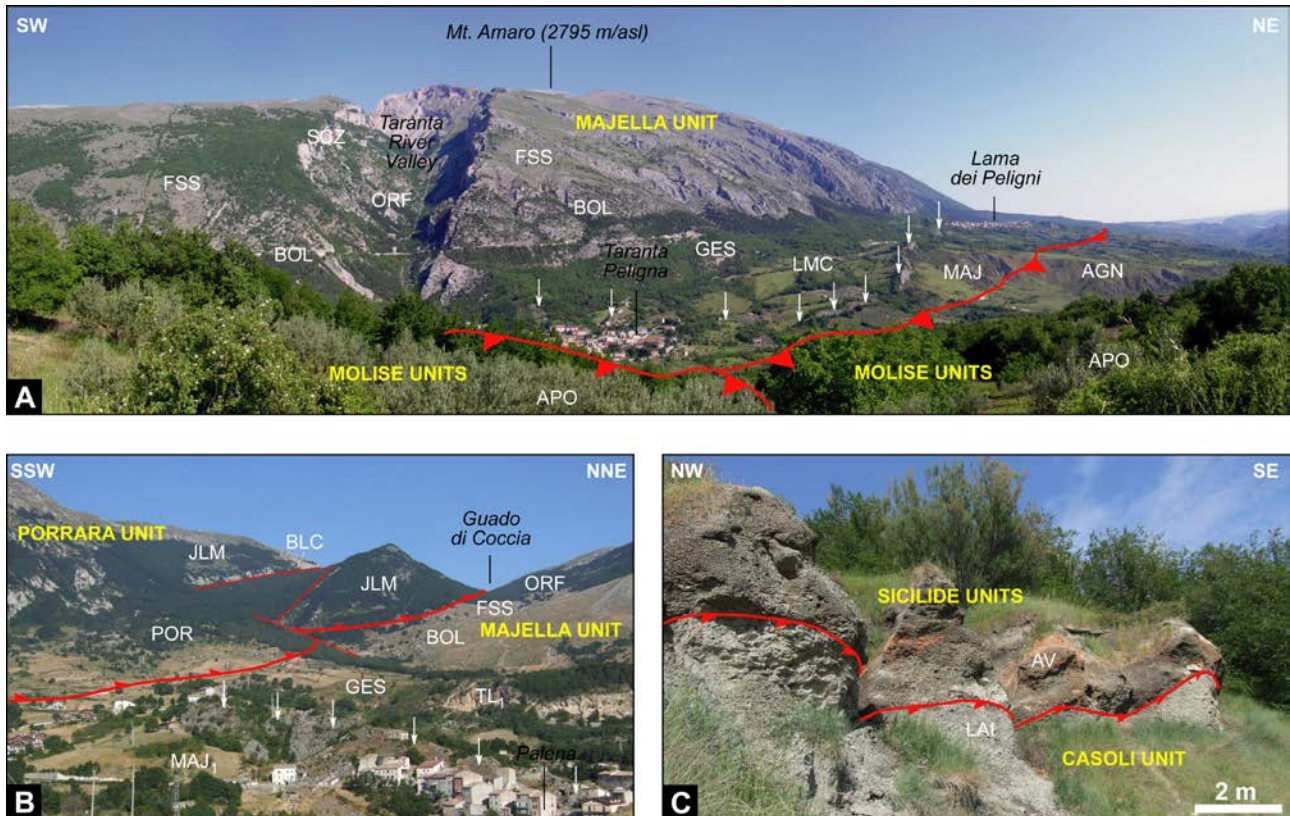 SW
NE
Mt. Amaro (2795 m/asl)
SCZ
Taranta
River
Valley
MAJELLA UNIT
FSS
FSS
Lama
dei Peligni
ORF
BOL
BOL
Taranta
Peligna
GES
LMC
MAJ
AGN
MOLISE UNITS
MOLISE UNITS
APO
APO
A
SSW
NNE
PORRARA UNIT
Guado
di Coccia
JLM
BLC
JLM
ORF
FSS
POR
BOL
MAJELLA UNIT
GES
TL1
MAJ1
Palena
B
NW
SE
SICILIDE UNITS
AV
LAI
CASOLI UNIT
2 m
C